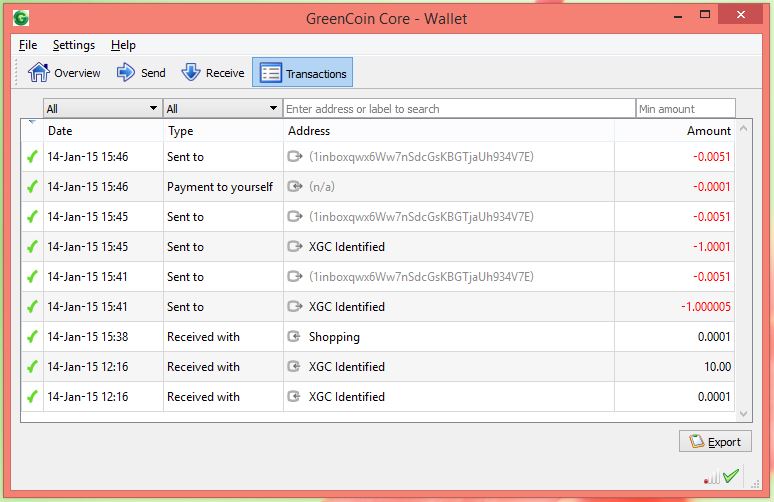 GreenCoin Core - Wallet
File Settings Help
Overview Send Receive Transactions
All All Enter address or label to search Min amount
Date Type Address Amount
14-Jan-15 15:46 Sent to (1inboxqwx6Ww7nSdcGsKBGTjaUh934V7E) -0.0051
14-Jan-15 15:46 Payment to yourself (n/a) -0.0001
14-Jan-15 15:45 Sent to (1inboxqwx6Ww7nSdcGsKBGTjaUh934V7E) -0.0051
14-Jan-15 15:45 Sent to XGC Identified -1.0001
14-Jan-15 15:41 Sent to (1inboxqwx6Ww7nSdcGsKBGTjaUh934V7E) -0.0051
14-Jan-15 15:41 Sent to XGC Identified -1.000005
14-Jan-15 15:38 Received with Shopping 0.0001
14-Jan-15 12:16 Received with XGC Identified 10.00
14-Jan-15 12:16 Received with XGC Identified 0.0001
Export